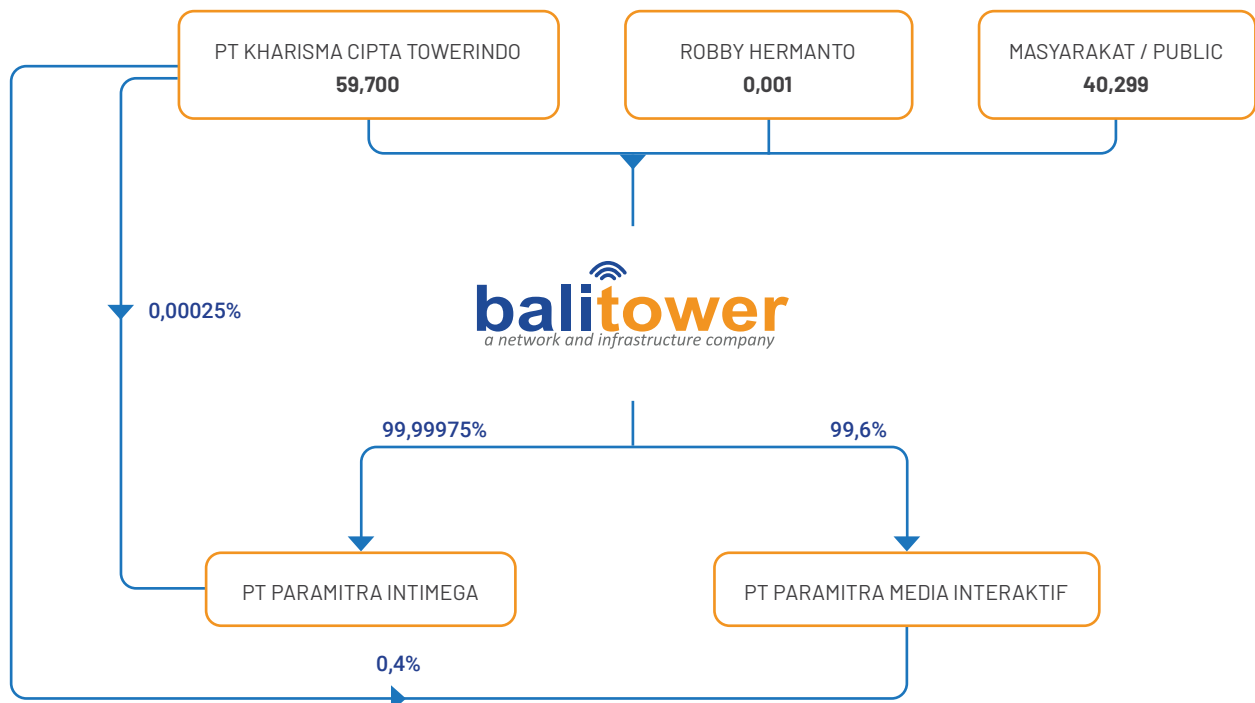 PT KHARISMA CIPTA TOWERINDO
59,700
ROBBY HERMANTO
0,001
MASYARAKAT / PUBLIC
40,299
0,00025%
balitower
a network and infrastructure company
99,99975%
99,6%
PT PARAMITRA INTIMEGA
PT PARAMITRA MEDIA INTERAKTIF
0,4%